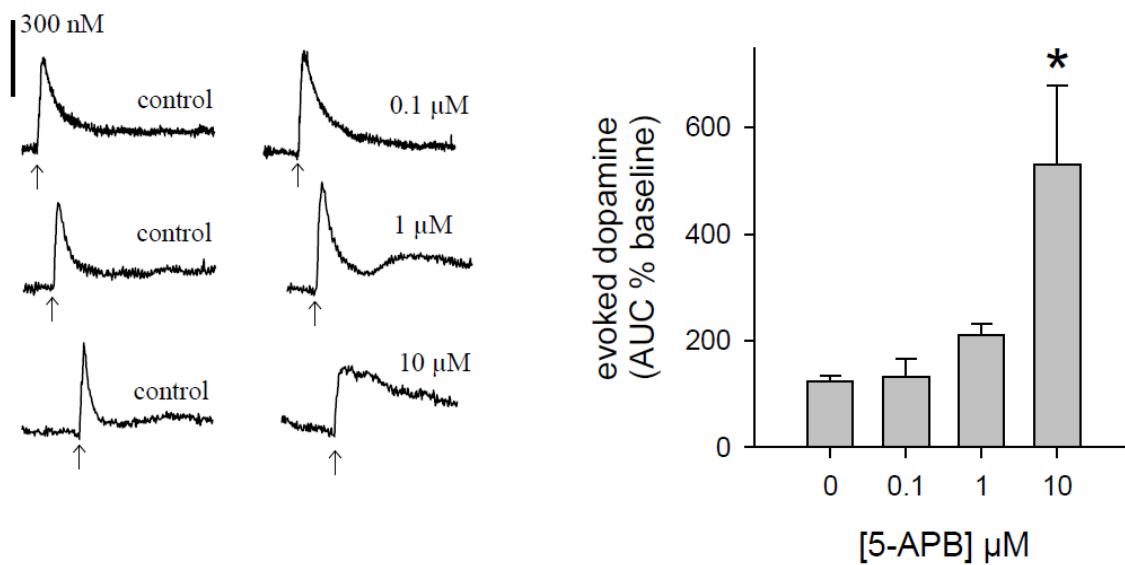 300 nM
control
0.1 µM
control
1 µM
control
10 µM
*
evoked dopamine
(AUC % baseline)
600
400
200
0
0 0.1 1 10
[5-APB] µM